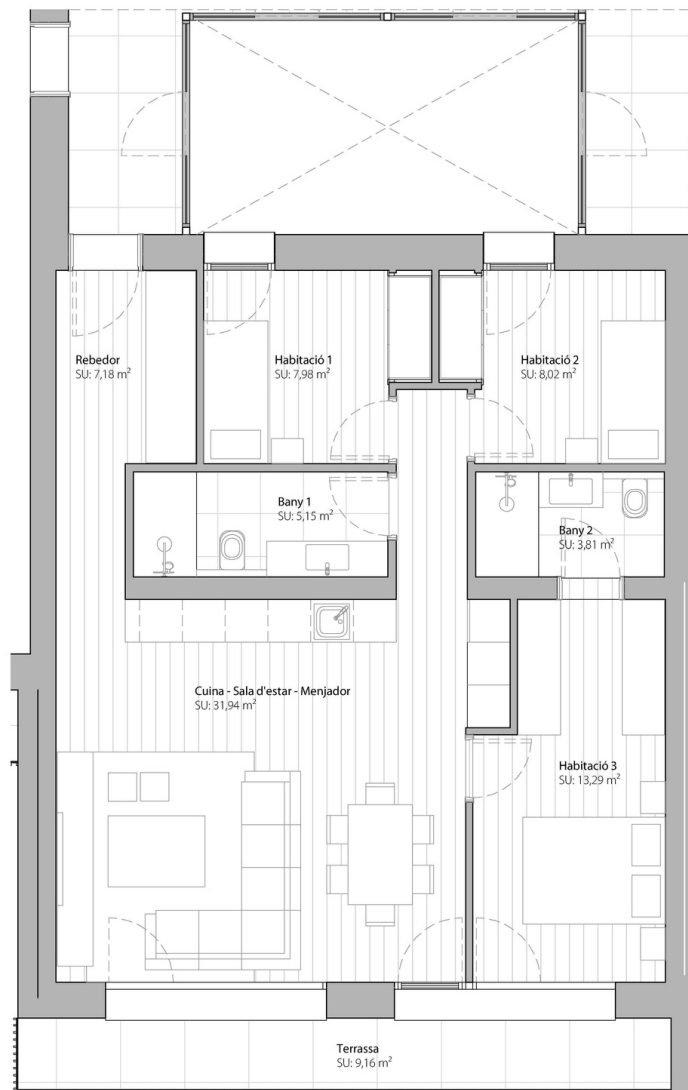 Rebedor
SU: 7,18 m²
Habitació 1
SU: 7,98 m²
Habitació 2
SU: 8,02 m²
Bany 1
SU: 5,15 m²
Bany 2
SU: 3,81 m²
Cuina - Sala d'estar - Menjador
SU: 31,94 m²
Habitació 3
SU: 13,29 m²
Terrassa
SU: 9,16 m²